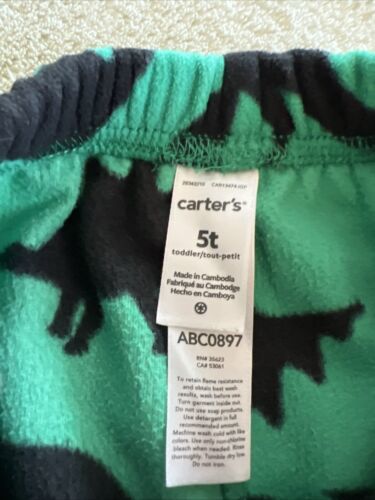 carter's
5t
toddler/tout-petit
Made in Cambodia
Fabriqué au Cambodge
Hecho en Camboya
ABC0897
RN# 35623
CA# 53061
To retain flame resistance
and obtain best wash
results, wash before use.
Turn garment inside out.
Do not use soap products.
Use detergent in full
recommended amount.
Machine wash cold with like
colors. Use only non-chlorine
bleach when needed. Rinse
thoroughly. Tumble dry low
Do not iron.